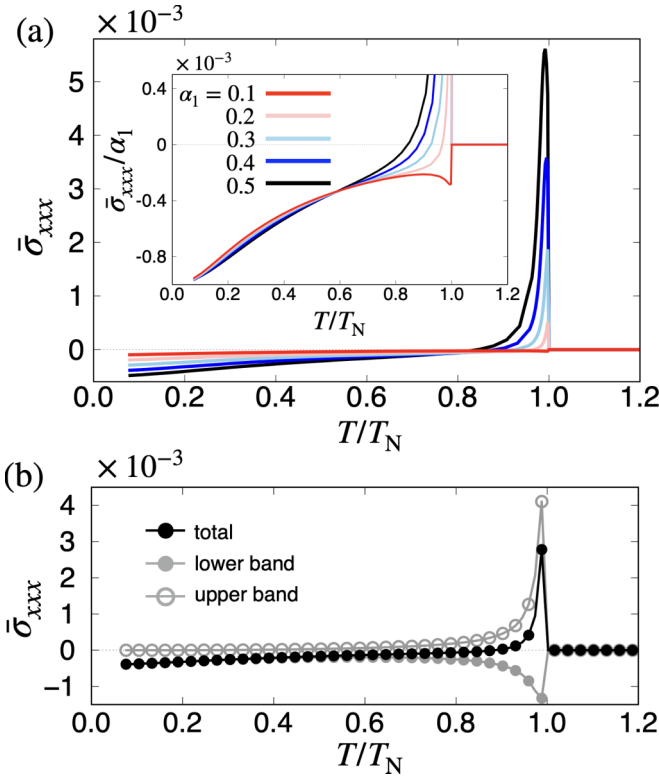 (a)
× 10⁻³
σ̄ₓₓₓ
5
4
3
2
1
0
0.0 0.2 0.4 0.6 0.8 1.0 1.2
T/T_N
× 10⁻³
σ̄ₓₓₓ/α₁
0.4
0
-0.4
-0.8
0.0 0.2 0.4 0.6 0.8 1.0 1.2
T/T_N
α₁ = 0.1
0.2
0.3
0.4
0.5
(b)
× 10⁻³
σ̄ₓₓₓ
4
3
2
1
0
−1
total
lower band
upper band
0.0 0.2 0.4 0.6 0.8 1.0 1.2
T/T_N